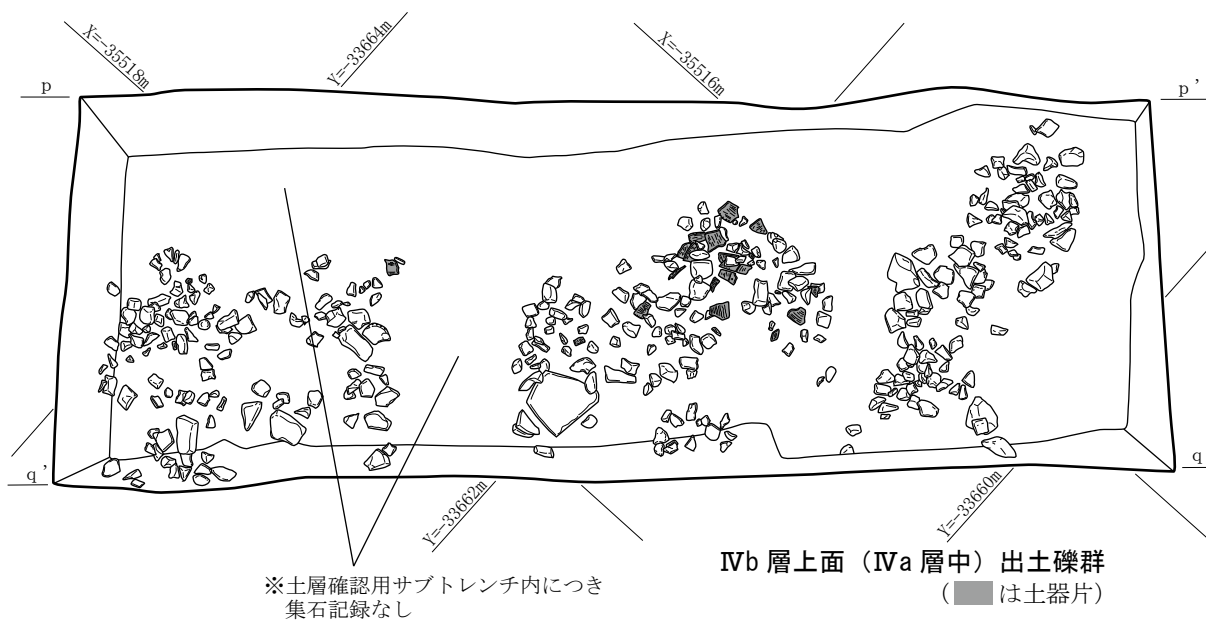 X=-35518m
Y=-33664m
X=-35516m
p
p'
q'
q
Y=-33662m
Y=-33660m
※土層確認用サブトレンチ内につき
集石記録なし
Ⅳb 層上面（Ⅳa 層中）出土礫群
（ は土器片）